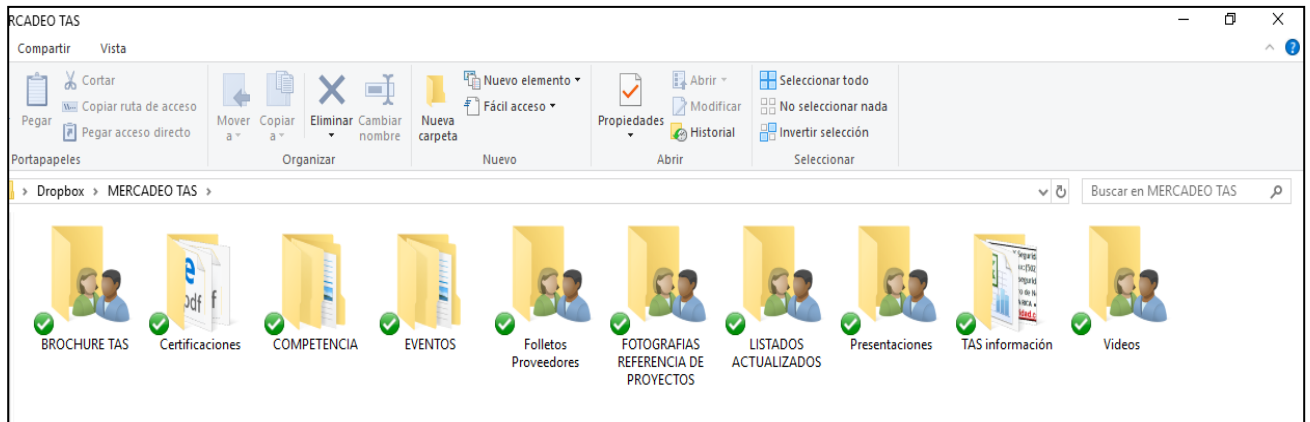 RCADEO TAS
Compartir Vista
Pegar
Cortar
Copiar ruta de acceso
Pegar acceso directo
Portapapeles
Mover a
Copiar a
Eliminar
Cambiar nombre
Organizar
Nueva carpeta
Nuevo elemento
Fácil acceso
Nuevo
Propiedades
Abrir
Modificar
Historial
Abrir
Seleccionar todo
No seleccionar nada
Invertir selección
Seleccionar
> Dropbox > MERCADEO TAS >
Buscar en MERCADEO TAS
BROCHURE TAS
Certificaciones
COMPETENCIA
EVENTOS
Folletos
Proveedores
FOTOGRAFIAS
REFERENCIA DE
PROYECTOS
LISTADOS
ACTUALIZADOS
Presentaciones
TAS información
Videos